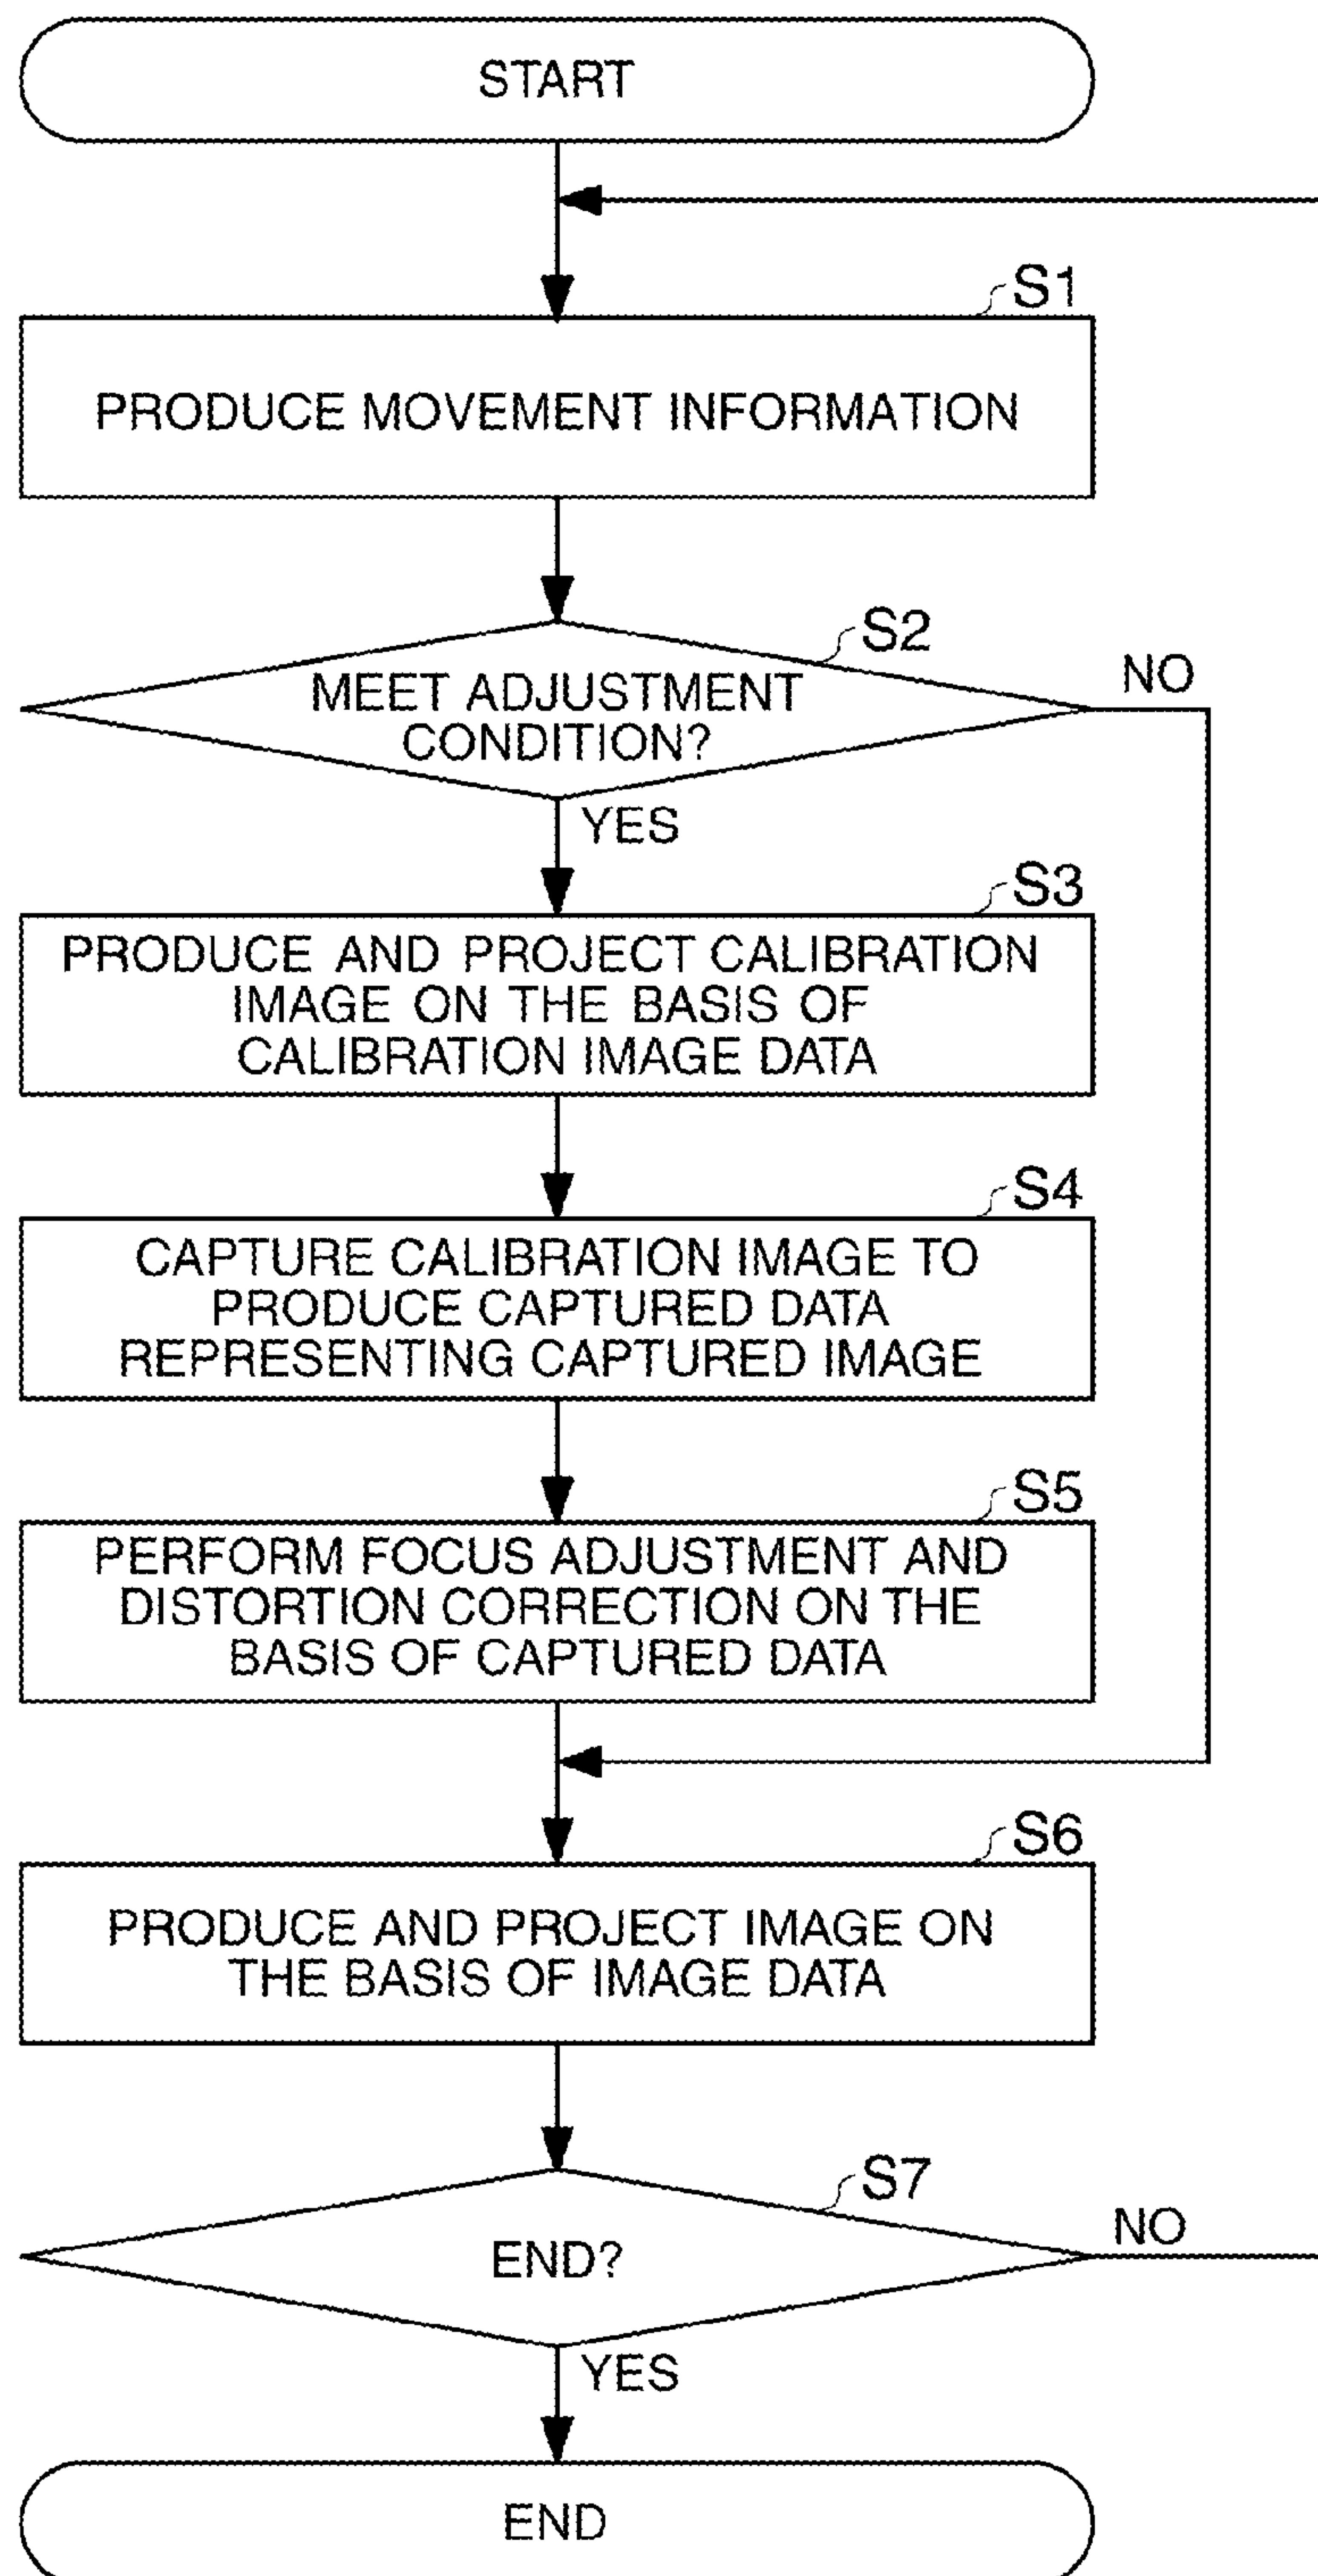 START
S1
PRODUCE MOVEMENT INFORMATION
S2
MEET ADJUSTMENT
CONDITION?
NO
YES
S3
PRODUCE AND PROJECT CALIBRATION
IMAGE ON THE BASIS OF
CALIBRATION IMAGE DATA
S4
CAPTURE CALIBRATION IMAGE TO
PRODUCE CAPTURED DATA
REPRESENTING CAPTURED IMAGE
S5
PERFORM FOCUS ADJUSTMENT AND
DISTORTION CORRECTION ON THE
BASIS OF CAPTURED DATA
S6
PRODUCE AND PROJECT IMAGE ON
THE BASIS OF IMAGE DATA
S7
END?
NO
YES
END